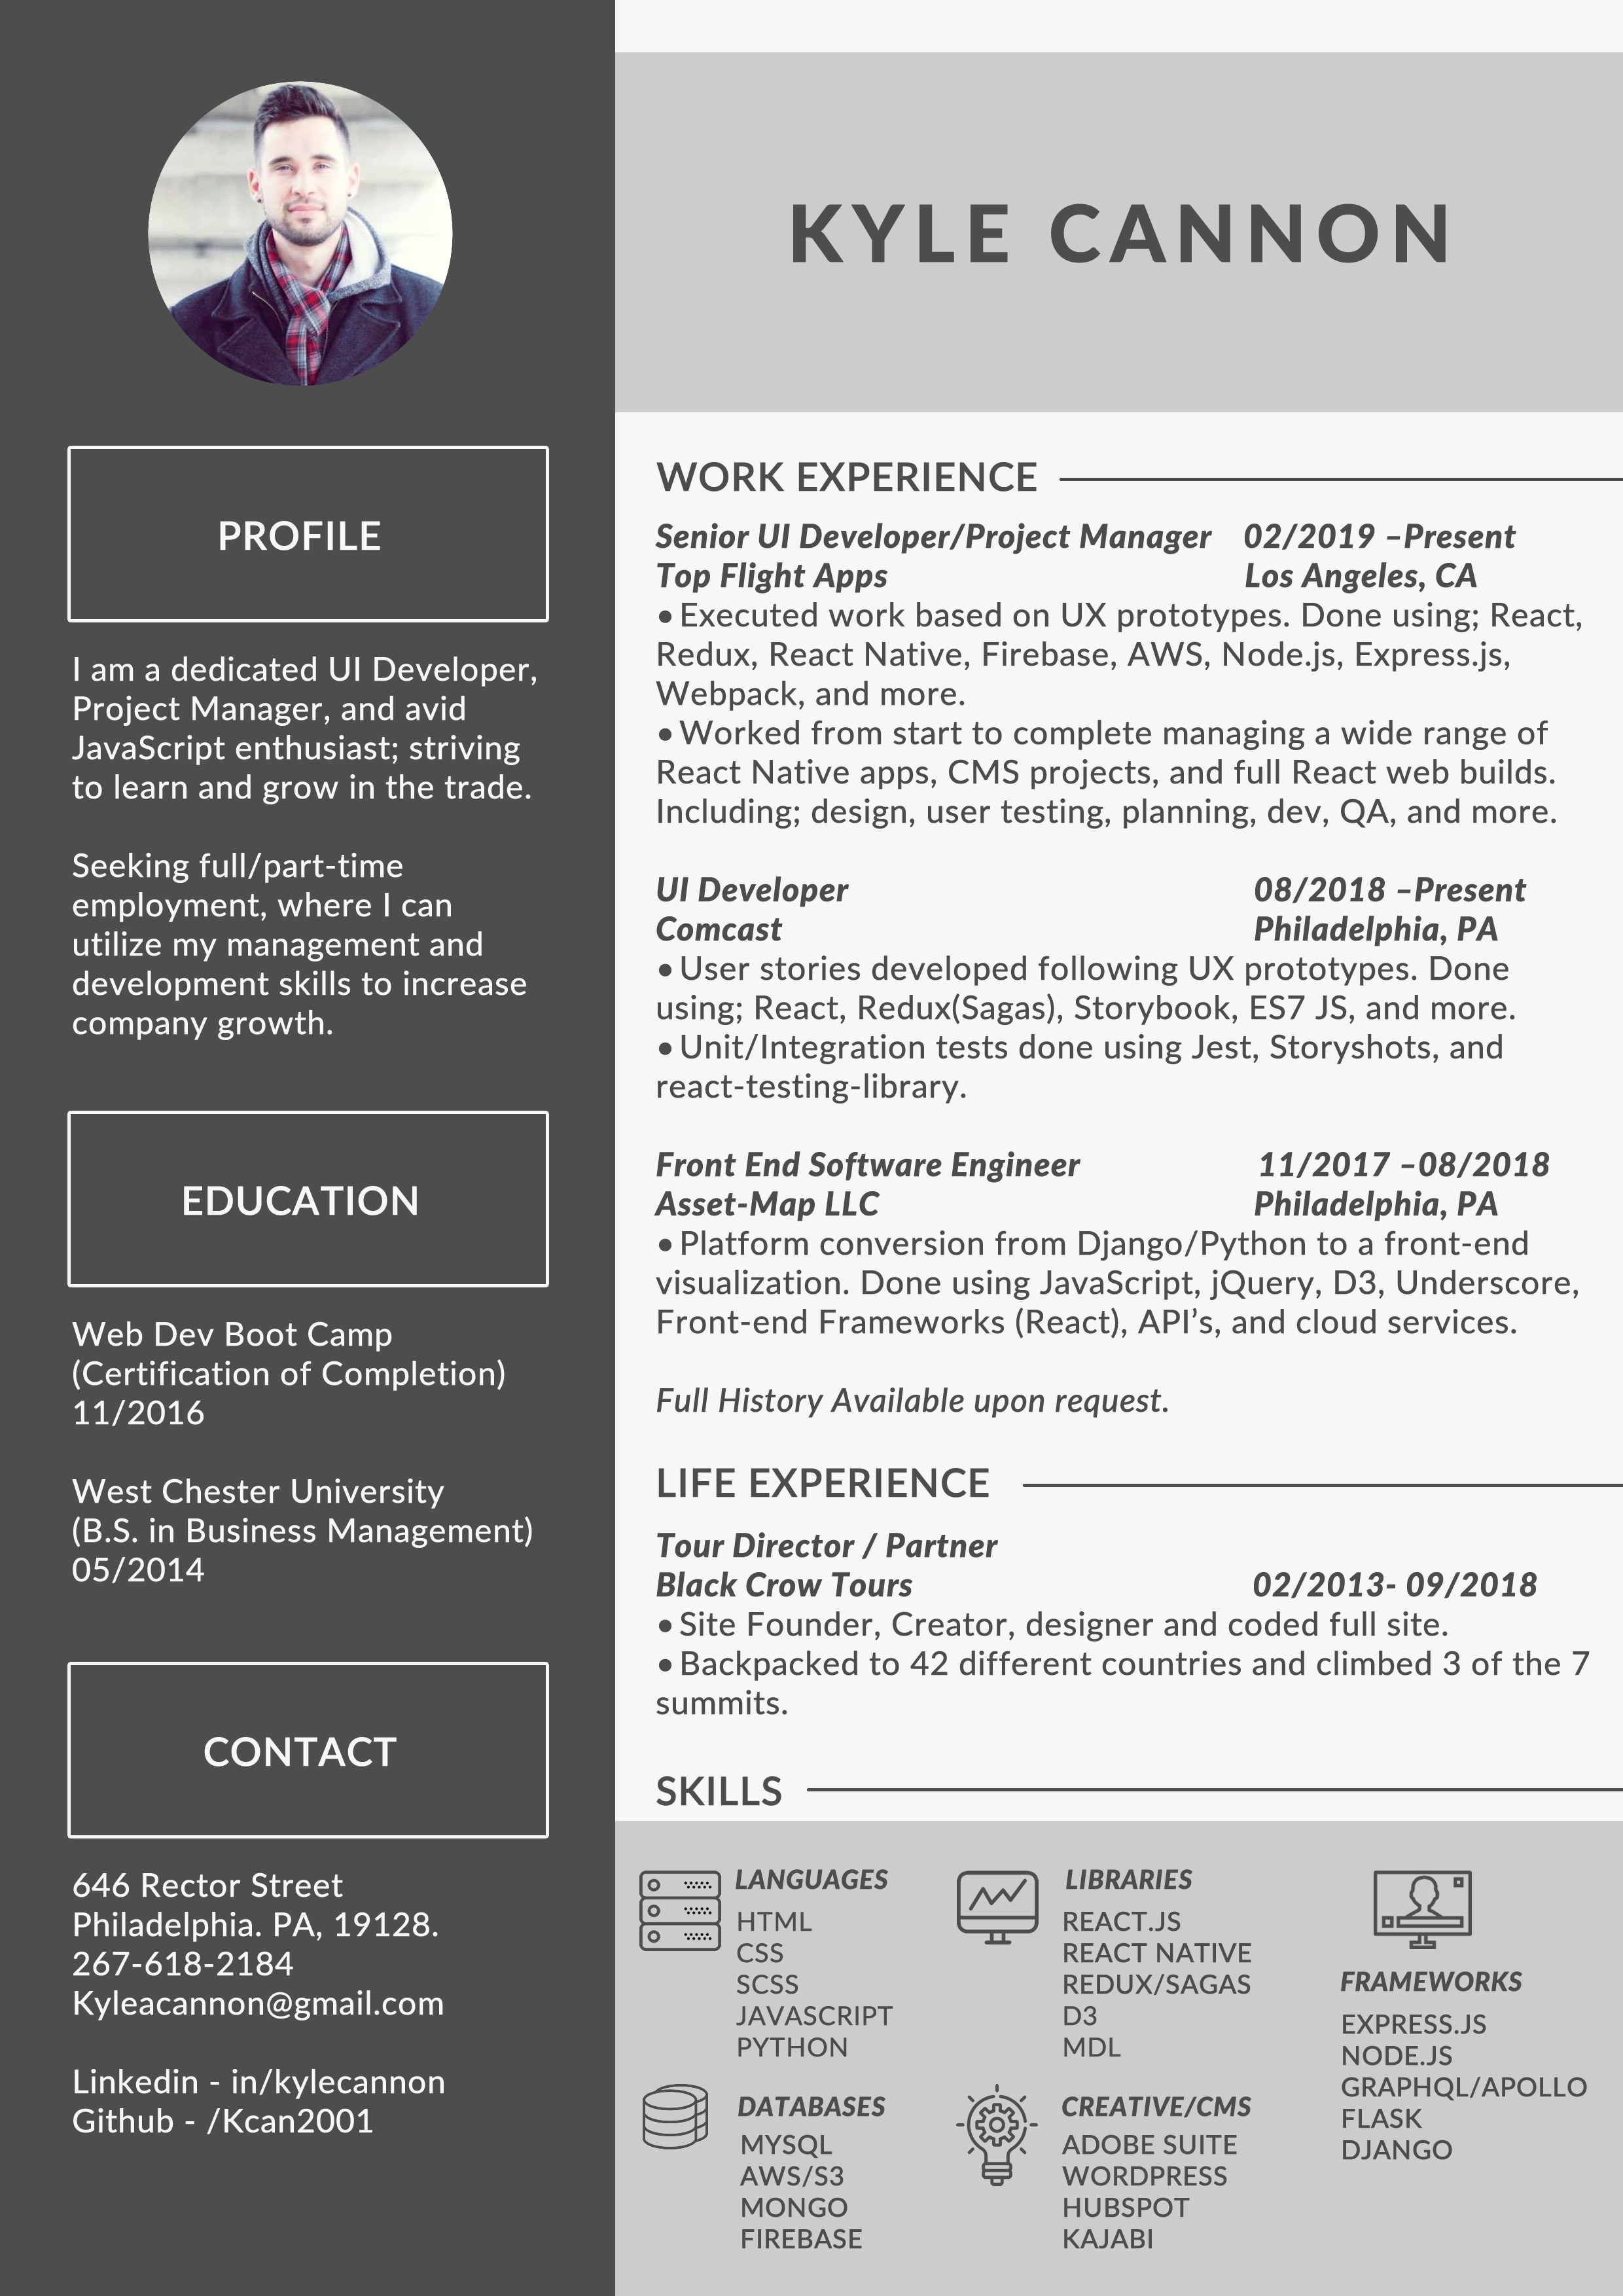 KYLE CANNON
PROFILE
I am a dedicated UI Developer,
Project Manager, and avid
JavaScript enthusiast; striving
to learn and grow in the trade.
Seeking full/part-time
employment, where I can
utilize my management and
development skills to increase
company growth.
EDUCATION
Web Dev Boot Camp
(Certification of Completion)
11/2016
West Chester University
(B.S. in Business Management)
05/2014
CONTACT
646 Rector Street
Philadelphia. PA, 19128.
267-618-2184
Kyleacannon@gmail.com
Linkedin - in/kylecannon
Github - /Kcan2001
WORK EXPERIENCE
Senior UI Developer/Project Manager 02/2019 –Present
Top Flight Apps Los Angeles, CA
•Executed work based on UX prototypes. Done using; React,
Redux, React Native, Firebase, AWS, Node.js, Express.js,
Webpack, and more.
•Worked from start to complete managing a wide range of
React Native apps, CMS projects, and full React web builds.
Including; design, user testing, planning, dev, QA, and more.
UI Developer 08/2018 –Present
Comcast Philadelphia, PA
•User stories developed following UX prototypes. Done
using; React, Redux(Sagas), Storybook, ES7 JS, and more.
•Unit/Integration tests done using Jest, Storyshots, and
react-testing-library.
Front End Software Engineer 11/2017 –08/2018
Asset-Map LLC Philadelphia, PA
•Platform conversion from Django/Python to a front-end
visualization. Done using JavaScript, jQuery, D3, Underscore,
Front-end Frameworks (React), API’s, and cloud services.
Full History Available upon request.
LIFE EXPERIENCE
Tour Director / Partner
Black Crow Tours 02/2013- 09/2018
•Site Founder, Creator, designer and coded full site.
•Backpacked to 42 different countries and climbed 3 of the 7
summits.
SKILLS
LANGUAGES
HTML
CSS
SCSS
JAVASCRIPT
PYTHON
DATABASES
MYSQL
AWS/S3
MONGO
FIREBASE
LIBRARIES
REACT.JS
REACT NATIVE
REDUX/SAGAS
D3
MDL
CREATIVE/CMS
ADOBE SUITE
WORDPRESS
HUBSPOT
KAJABI
FRAMEWORKS
EXPRESS.JS
NODE.JS
GRAPHQL/APOLLO
FLASK
DJANGO